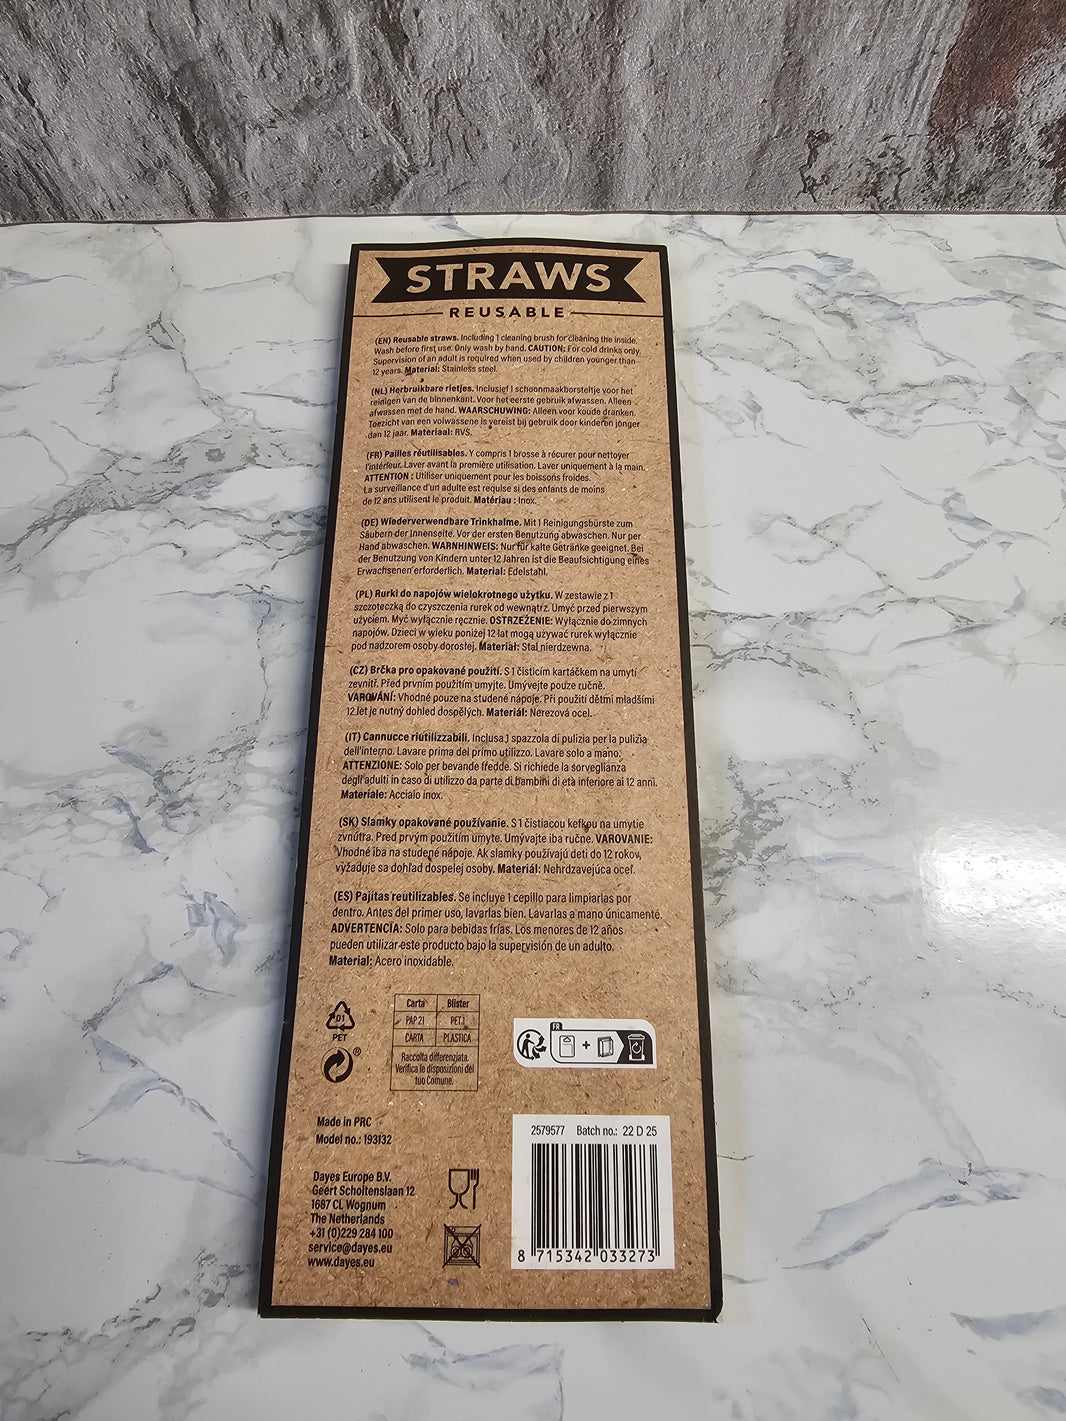 STRAWS
REUSABLE
(EN) Reusable straws. Including 1 cleaning brush for cleaning the inside.
Wash before first use. Only wash by hand. CAUTION: For cold drinks only.
Supervision of an adult is required when used by children younger than
12 years. Material: Stainless steel.
(NL) Herbruikbare rietjes. Inclusief 1 schoonmaakborsteltje voor het
reinigen van de binnenkant. Voor het eerste gebruik afwassen. Alleen
afwassen met de hand. WAARSCHUWING: Alleen voor koude dranken.
Toezicht van een volwassene is vereist bij gebruik door kinderen jonger
dan 12 jaar. Materiaal: RVS.
(FR) Pailles réutilisables. Y compris 1 brosse à récurer pour nettoyer
l'intérieur. Laver avant la première utilisation. Laver uniquement à la main.
ATTENTION : Utiliser uniquement pour les boissons froides.
La surveillance d'un adulte est requise si des enfants de moins
de 12 ans utilisent le produit. Matériau : Inox.
(DE) Wiederverwendbare Trinkhalme. Mit 1 Reinigungsbürste zum
Säubern der Innenseite. Vor der ersten Benutzung abwaschen. Nur per
Hand abwaschen. WARNHINWEIS: Nur für kalte Getränke geeignet. Bei
der Benutzung von Kindern unter 12 Jahren ist die Beaufsichtigung eines
Erwachsenen erforderlich. Material: Edelstahl.
(PL) Rurki do napojów wielokrotnego użytku. W zestawie z 1
szczoteczką do czyszczenia rurek od wewnątrz. Umyć przed pierwszym
użyciem. Myć wyłącznie ręcznie. OSTRZEŻENIE: Wyłącznie do zimnych
napojów. Dzieci w wieku poniżej 12 lat mogą używać rurek wyłącznie
pod nadzorem osoby dorosłej. Materiał: Stal nierdzewna.
(CZ) Brčka pro opakované použití. S 1 čisticím kartáčkem na umytí
zevnitř. Před prvním použitím umyjte. Umývejte pouze ručně.
VAROVÁNÍ: Vhodné pouze na studené nápoje. Při použití dětmi mladšími
12 let je nutný dohled dospělých. Materiál: Nerezová ocel.
(IT) Cannucce riutilizzabili. Inclusa 1 spazzola di pulizia per la pulizia
dell'interno. Lavare prima del primo utilizzo. Lavare solo a mano.
ATTENZIONE: Solo per bevande fredde. Si richiede la sorveglianza
degli adulti in caso di utilizzo da parte di bambini di età inferiore ai 12 anni.
Materiale: Acciaio inox.
(SK) Slamky opakované používanie. S 1 čistiacou kefkou na umytie
zvnútra. Pred prvým použitím umyte. Umývajte iba ručne. VAROVANIE:
Vhodné iba na studené nápoje. Ak slamky používajú deti do 12 rokov,
vyžaduje sa dohľad dospelej osoby. Materiál: Nehrdzavejúca oceľ.
(ES) Pajitas reutilizables. Se incluye 1 cepillo para limpiarlas por
dentro. Antes del primer uso, lavarlas bien. Lavarlas a mano únicamente.
ADVERTENCIA: Solo para bebidas frías. Los menores de 12 años
pueden utilizar este producto bajo la supervisión de un adulto.
Material: Acero inoxidable.
01
PET
®
Carta Blister
PAP 21 PET 1
CARTA PLASTICA
Raccolta differenziata.
Verifica le disposizioni del
tuo Comune.
FR
+
Made in PRC
Model no.: 193132
Dayes Europe B.V.
Geert Scholtenslaan 12
1687 CL Wognum
The Netherlands
+31 (0)229 284 100
service@dayes.eu
www.dayes.eu
NO
2579577 Batch no.: 22 D 25
8 715342 033273